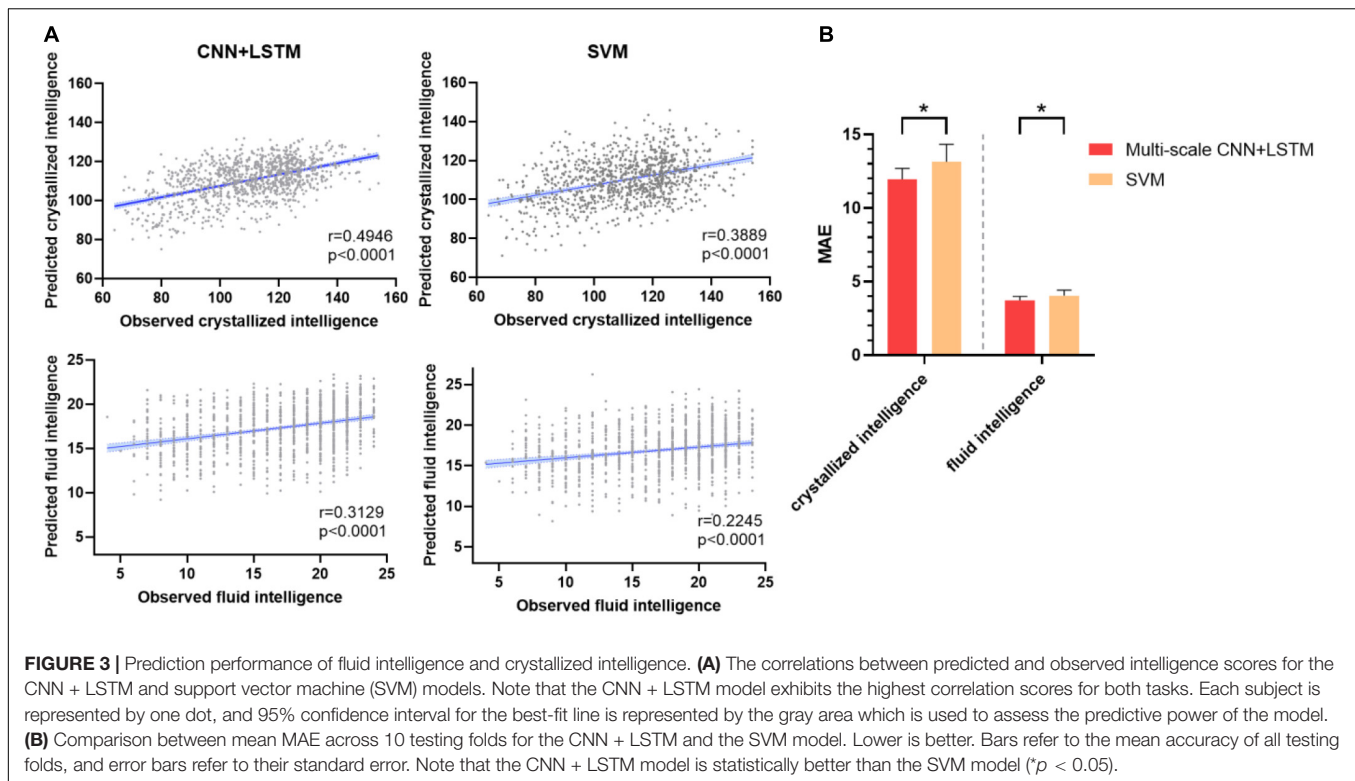 A
CNN+LSTM
SVM
Predicted crystallized intelligence
160
140
120
100
80
60
r=0.4946
p<0.0001
60 80 100 120 140 160
Observed crystallized intelligence
Predicted crystallized intelligence
160
140
120
100
80
60
r=0.3889
p<0.0001
60 80 100 120 140 160
Observed crystallized intelligence
Predicted fluid intelligence
25
20
15
10
5
r=0.3129
p<0.0001
5 10 15 20 25
Observed fluid intelligence
Predicted fluid intelligence
25
20
15
10
5
r=0.2245
p<0.0001
5 10 15 20 25
Observed fluid intelligence
B
* *
MAE
15
10
5
0
crystallized intelligence
fluid intelligence
Multi-scale CNN+LSTM
SVM
FIGURE 3 | Prediction performance of fluid intelligence and crystallized intelligence. (A) The correlations between predicted and observed intelligence scores for the
CNN + LSTM and support vector machine (SVM) models. Note that the CNN + LSTM model exhibits the highest correlation scores for both tasks. Each subject is
represented by one dot, and 95% confidence interval for the best-fit line is represented by the gray area which is used to assess the predictive power of the model.
(B) Comparison between mean MAE across 10 testing folds for the CNN + LSTM and the SVM model. Lower is better. Bars refer to the mean accuracy of all testing
folds, and error bars refer to their standard error. Note that the CNN + LSTM model is statistically better than the SVM model (*p < 0.05).